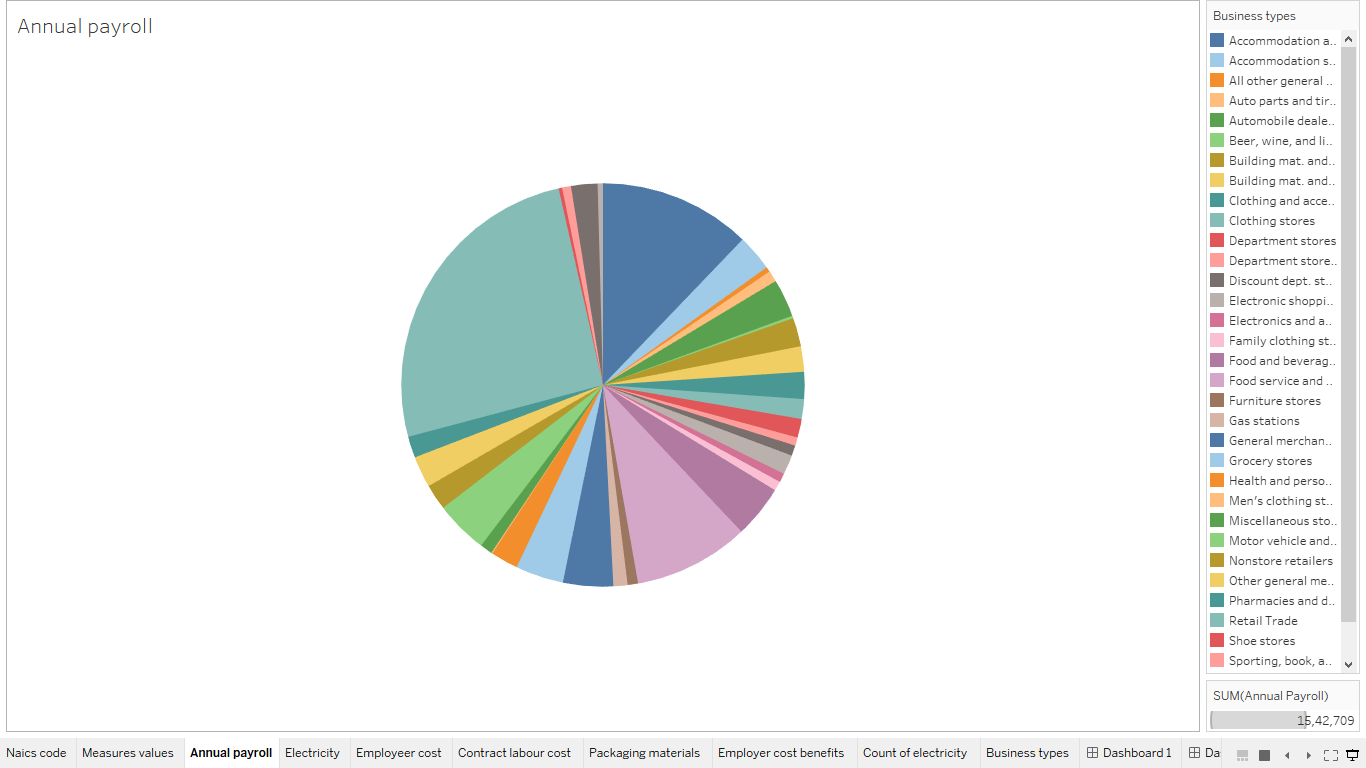 Annual payroll
Business types
Accommodation a..
Accommodation s..
All other general ..
Auto parts and tir..
Automobile deale..
Beer, wine, and li..
Building mat. and..
Building mat. and..
Clothing and acce..
Clothing stores
Department stores
Department store..
Discount dept. st..
Electronic shoppi..
Electronics and a..
Family clothing st..
Food and beverag..
Food service and ..
Furniture stores
Gas stations
General merchan..
Grocery stores
Health and perso..
Men's clothing st..
Miscellaneous sto..
Motor vehicle and..
Nonstore retailers
Other general me..
Pharmacies and d..
Retail Trade
Shoe stores
Sporting, book, a..
SUM(Annual Payroll)
15,42,709
Naics code Measures values Annual payroll Electricity Employeer cost Contract labour cost Packaging materials Employer cost benefits Count of electricity Business types Dashboard 1 Da